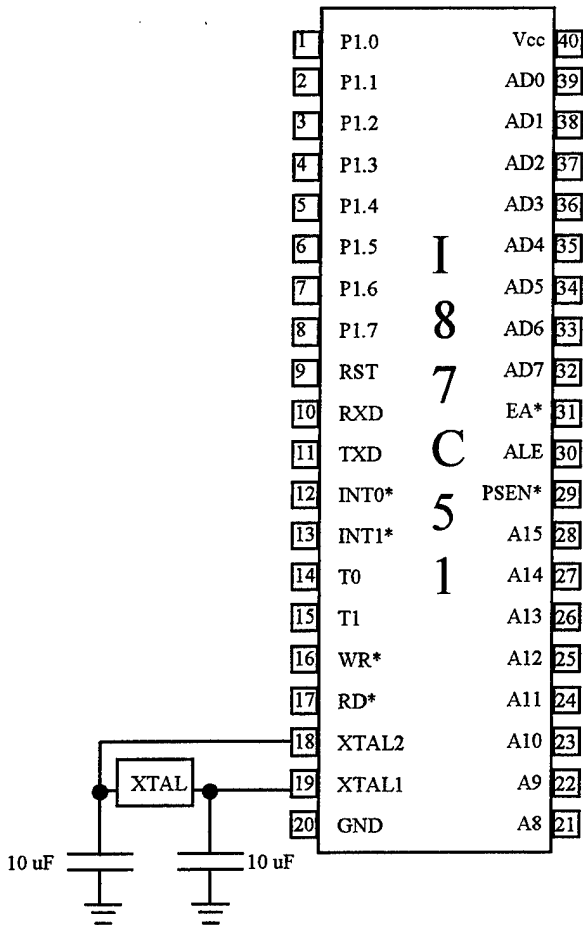 1 P1.0 Vcc 40
2 P1.1 AD0 39
3 P1.2 AD1 38
4 P1.3 AD2 37
5 P1.4 AD3 36
6 P1.5 AD4 35
7 P1.6 AD5 34
8 P1.7 AD6 33
9 RST AD7 32
10 RXD EA* 31
11 TXD ALE 30
12 INT0* PSEN* 29
13 INT1* A15 28
14 T0 A14 27
15 T1 A13 26
16 WR* A12 25
17 RD* A11 24
18 XTAL2 A10 23
19 XTAL1 A9 22
20 GND A8 21
I
8
7
C
5
1
XTAL
10 uF
10 uF